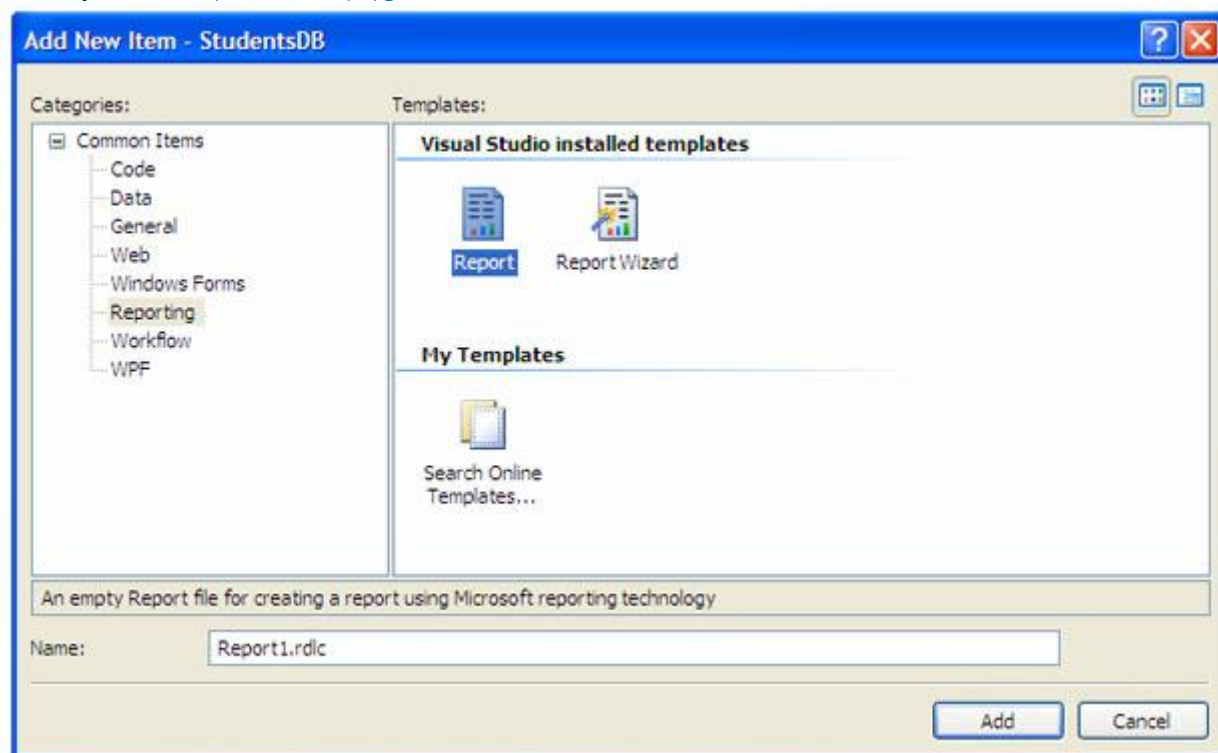 Add New Item - StudentsDB
Categories:
Templates:
Common Items
Code
Data
General
Web
Windows Forms
Reporting
Workflow
WPF
Visual Studio installed templates
Report
Report Wizard
My Templates
Search Online
Templates...
An empty Report file for creating a report using Microsoft reporting technology
Name:
Report1.rdlc
Add
Cancel